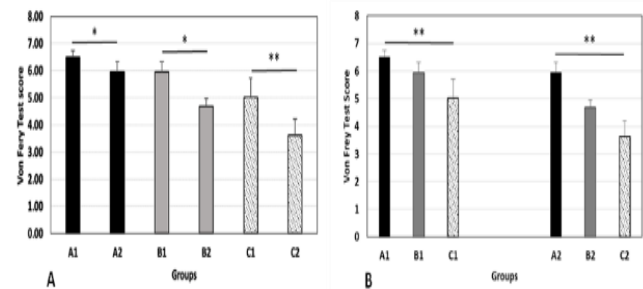 Von Fery Test score
8.00
7.00
6.00
5.00
4.00
3.00
2.00
1.00
0.00
*
*
**
A1 A2 B1 B2 C1 C2
Groups
A
Von Frey Test Score
8
7
6
5
4
3
2
1
0
**
**
A1 B1 C1 A2 B2 C2
Groups
B